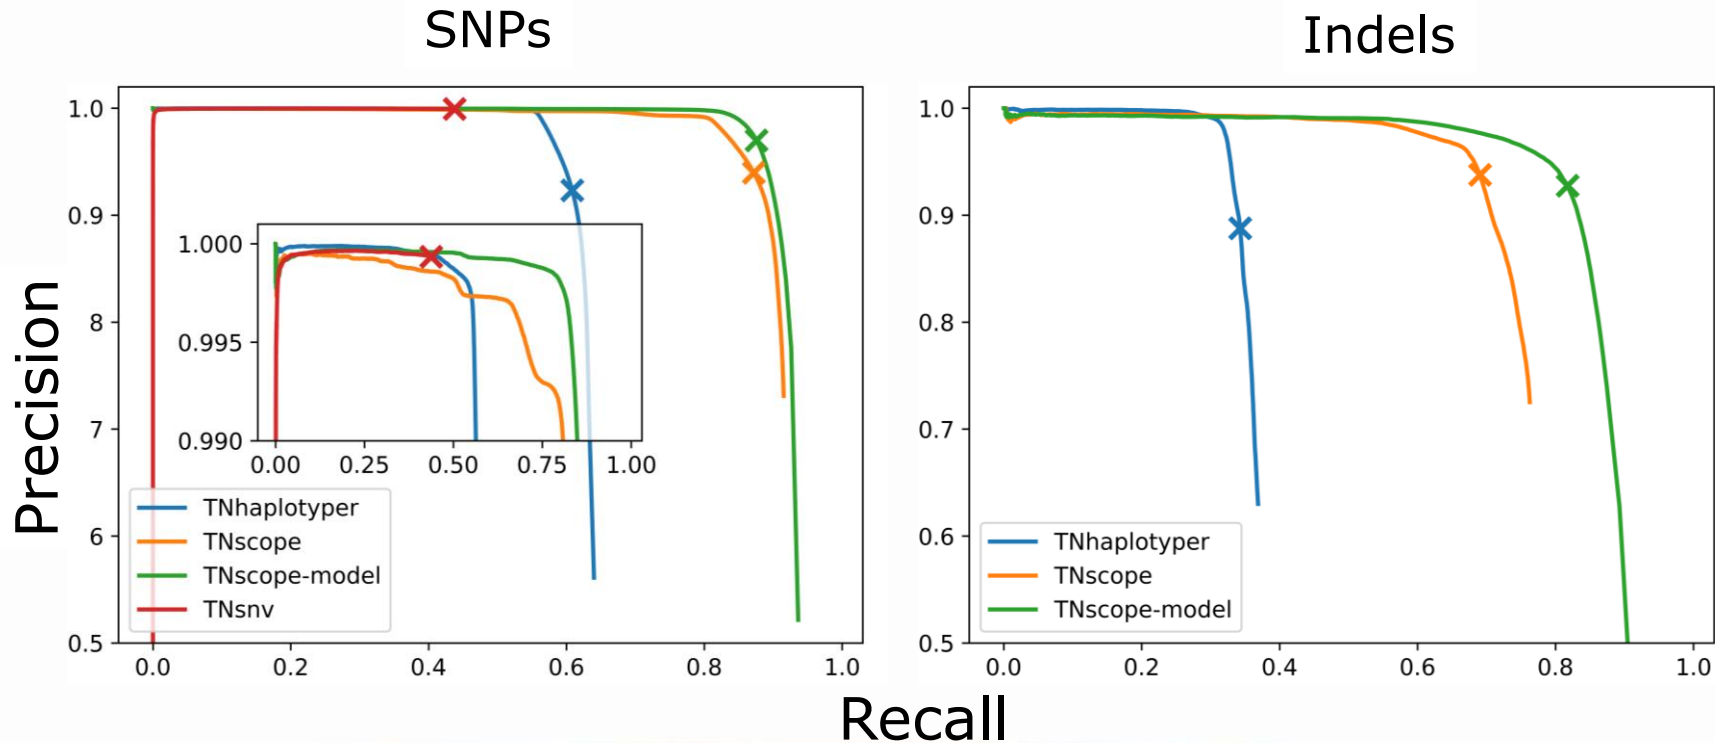 SNPs
Indels
Precision
1.0
0.9
8
7
6
0.5
0.0
0.2
0.4
0.6
0.8
1.0
1.000
0.995
0.990
0.00
0.25
0.50
0.75
1.00
TNhaplotyper
TNscope
TNscope-model
TNsnv
1.0
0.9
0.8
0.7
0.6
0.5
0.0
0.2
0.4
0.6
0.8
1.0
TNhaplotyper
TNscope
TNscope-model
Recall